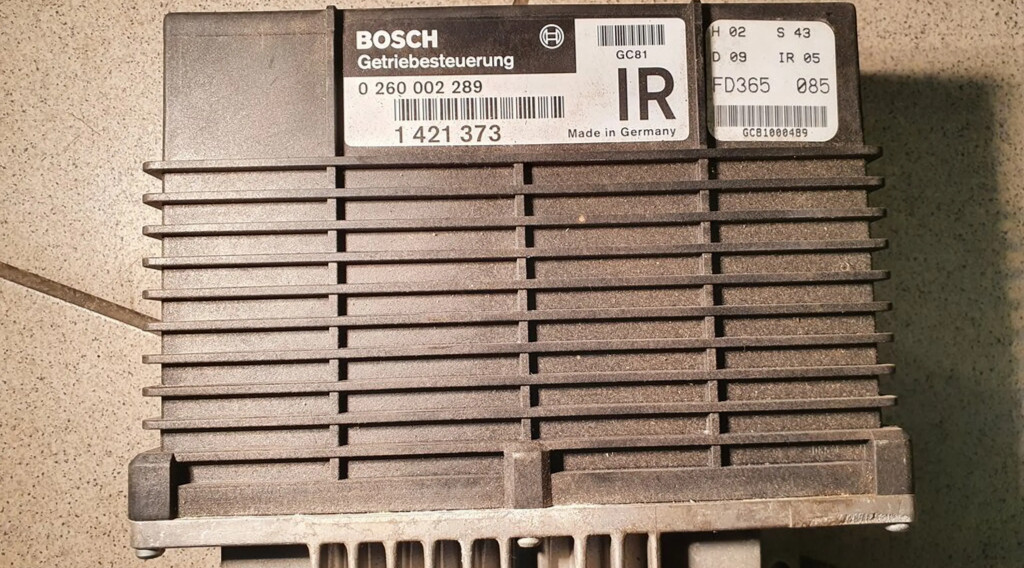 BOSCH
Getriebesteuerung
0 260 002 289
1 421 373
GC81
IR
Made in Germany
H 02 S 43
D 09 IR 05
FD365 085
GC81000489